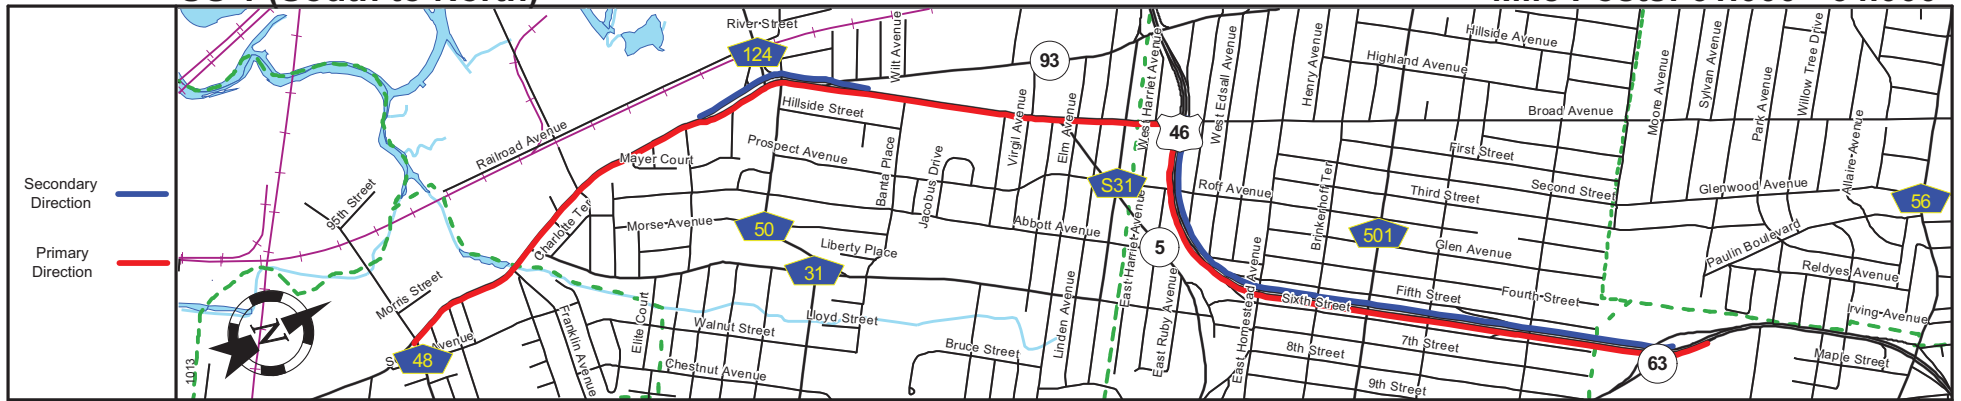 Secondary
Direction
Primary
Direction
River Street
124
Wilt Avenue
93
Hillside Avenue
Highland Avenue
Henry Avenue
West Edsall Avenue
West Harriet Avenue
Broad Avenue
Moore Avenue
Sylvan Avenue
Park Avenue
Willow Tree Drive
Allaire Avenue
Hillside Street
Railroad Avenue
Mayer Court
Prospect Avenue
Banta Place
Jacobus Drive
Virgil Avenue
Elm Avenue
46
S31
First Street
Third Street
Second Street
Glenwood Avenue
56
Roff Avenue
Brinkerhoff Ter
501
Glen Avenue
Paulin Boulevard
Reldyes Avenue
Irving Avenue
95th Street
Charlotte Ter
Morse Avenue
50
Liberty Place
31
Abbott Avenue
East Harriet Avenue
5
Morris Street
Franklin Avenue
Elite Court
Walnut Street
Lloyd Street
Chestnut Avenue
Bruce Street
Linden Avenue
East Ruby Avenue
East Homestead Avenue
Sixth Street
Fifth Street
Fourth Street
7th Street
8th Street
9th Street
63
Maple Street
1013
N
Avenue
48